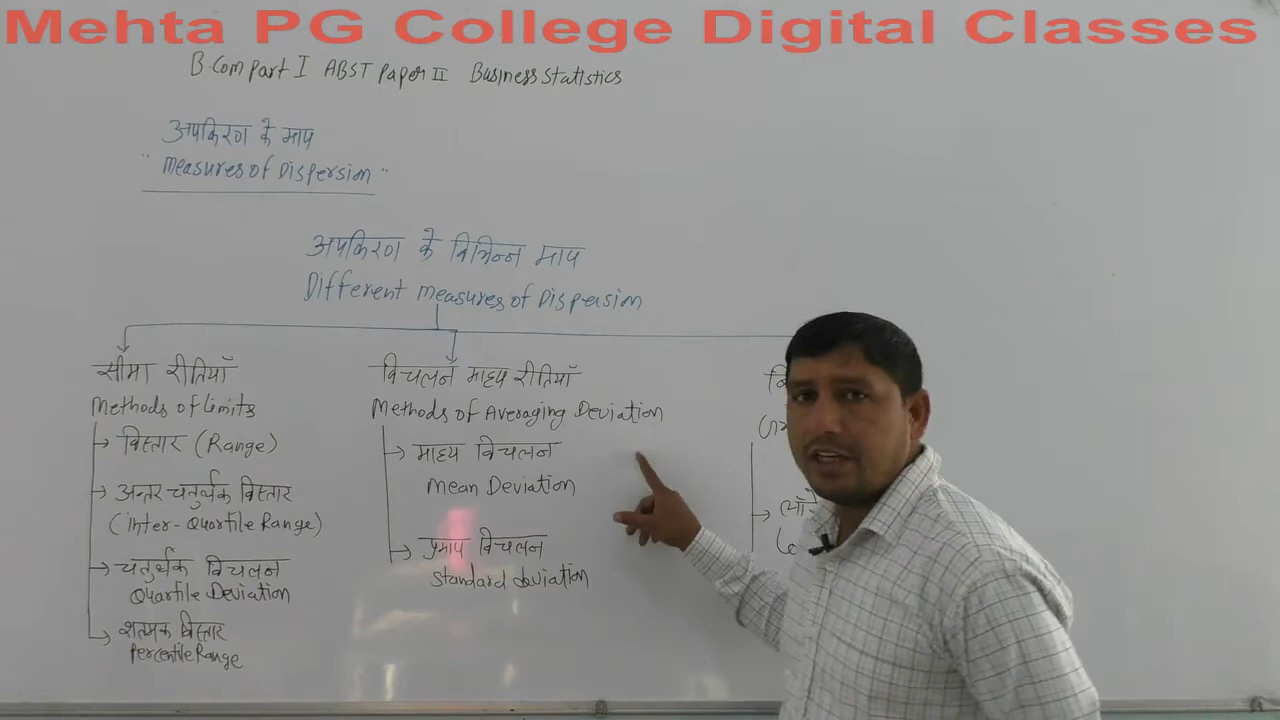 Mehta PG College Digital Classes
B.Com Part I ABST Paper II Business Statistics
अपकिरण के माप
"Measures of Dispersion"
अपकिरण के विभिन्न माप
Different Measures of Dispersion
सीमा रीतियाँ
Methods of Limits
विस्तार (Range)
अन्तर चतुर्थक विस्तार
(Inter-Quartile Range)
चतुर्थक विचलन
Quartile Deviation
शतमक विस्तार
Percentile Range
विचलन माध्य रीतियाँ
Methods of Averaging Deviation
माध्य विचलन
Mean Deviation
प्रमाप विचलन
Standard deviation